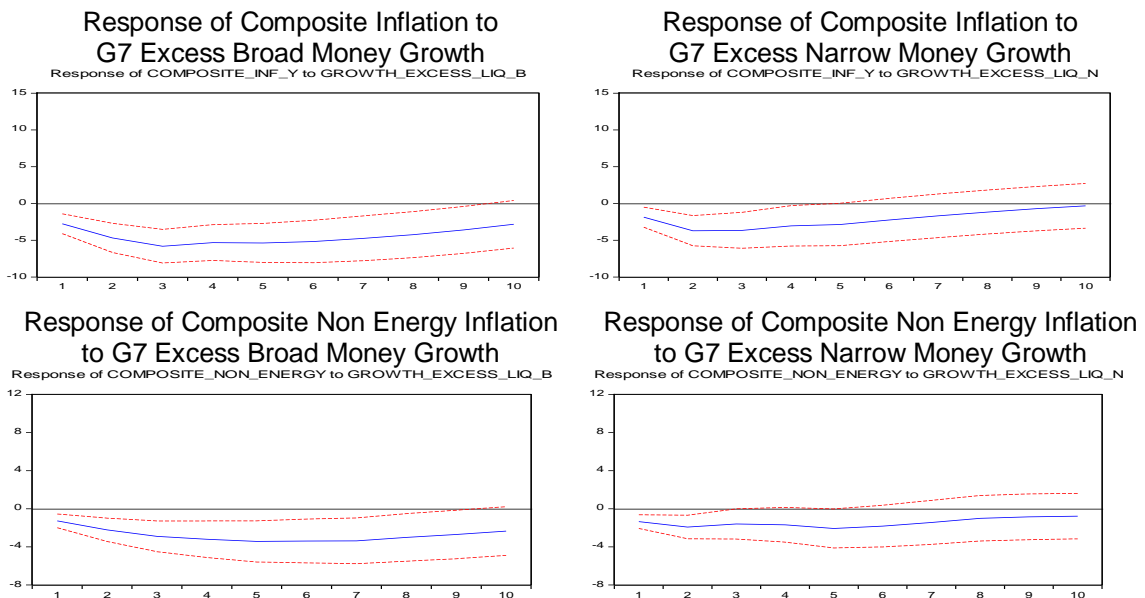 Response of Composite Inflation to
G7 Excess Broad Money Growth
Response of COMPOSITE_INF_Y to GROWTH_EXCESS_LIQ_B
15
10
5
0
-5
-10
1 2 3 4 5 6 7 8 9 10
Response of Composite Inflation to
G7 Excess Narrow Money Growth
Response of COMPOSITE_INF_Y to GROWTH_EXCESS_LIQ_N
15
10
5
0
-5
-10
1 2 3 4 5 6 7 8 9 10
Response of Composite Non Energy Inflation
to G7 Excess Broad Money Growth
Response of COMPOSITE_NON_ENERGY to GROWTH_EXCESS_LIQ_B
12
8
4
0
-4
-8
1 2 3 4 5 6 7 8 9 10
Response of Composite Non Energy Inflation
to G7 Excess Narrow Money Growth
Response of COMPOSITE_NON_ENERGY to GROWTH_EXCESS_LIQ_N
12
8
4
0
-4
-8
1 2 3 4 5 6 7 8 9 10